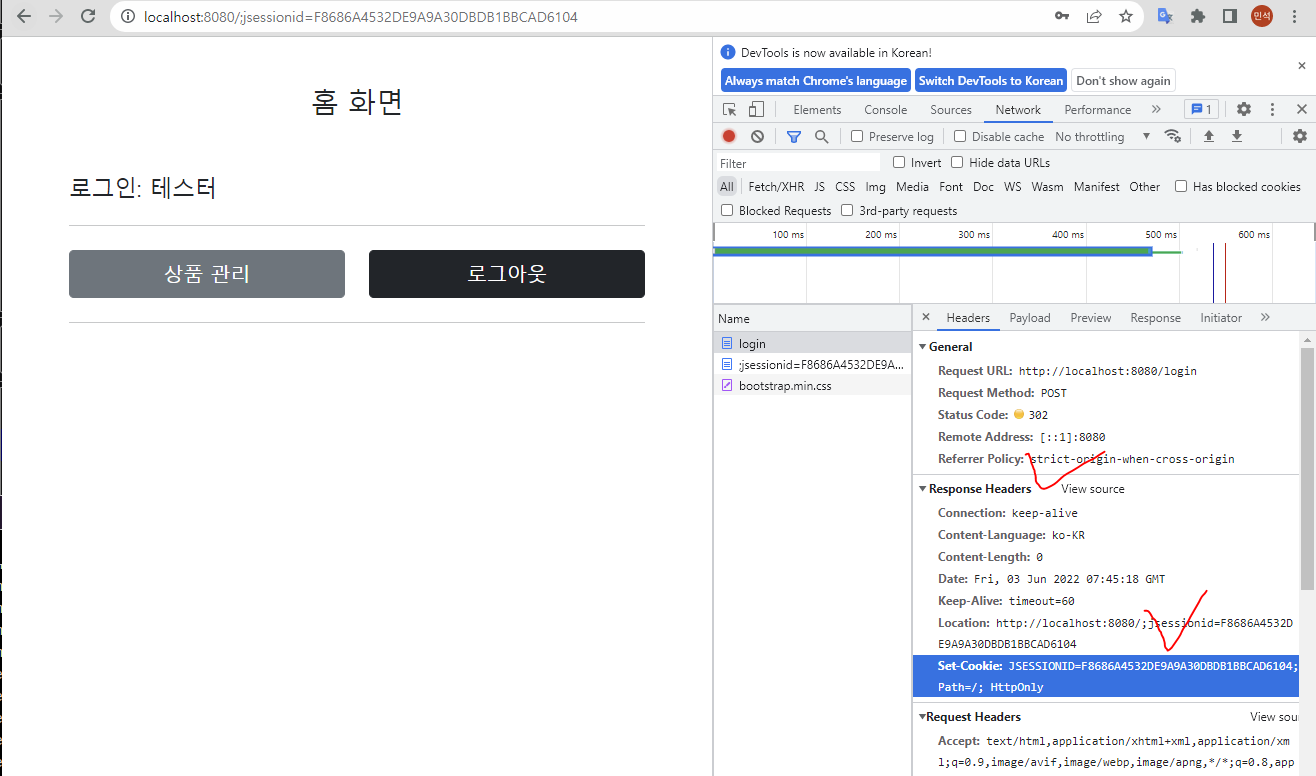 localhost:8080/;jsessionid=F8686A4532DE9A9A30DBDB1BBCAD6104
민석
홈 화면
로그인: 테스터
상품 관리
로그아웃
DevTools is now available in Korean!
Always match Chrome's language
Switch DevTools to Korean
Don't show again
Elements
Console
Sources
Network
Performance
1
Preserve log
Disable cache
No throttling
Filter
Invert
Hide data URLs
All
Fetch/XHR
JS
CSS
Img
Media
Font
Doc
WS
Wasm
Manifest
Other
Has blocked cookies
Blocked Requests
3rd-party requests
100 ms
200 ms
300 ms
400 ms
500 ms
600 ms
Name
login
;jsessionid=F8686A4532DE9A...
bootstrap.min.css
Headers
Payload
Preview
Response
Initiator
General
Request URL: http://localhost:8080/login
Request Method: POST
Status Code: 302
Remote Address: [::1]:8080
Referrer Policy: strict-origin-when-cross-origin
Response Headers
View source
Connection: keep-alive
Content-Language: ko-KR
Content-Length: 0
Date: Fri, 03 Jun 2022 07:45:18 GMT
Keep-Alive: timeout=60
Location: http://localhost:8080/;jsessionid=F8686A4532D
E9A9A30DBDB1BBCAD6104
Set-Cookie: JSESSIONID=F8686A4532DE9A9A30DBDB1BBCAD6104;
Path=/; HttpOnly
Request Headers
View sou
Accept: text/html,application/xhtml+xml,application/xm
l;q=0.9,image/avif,image/webp,image/apng,*/*;q=0.8,app